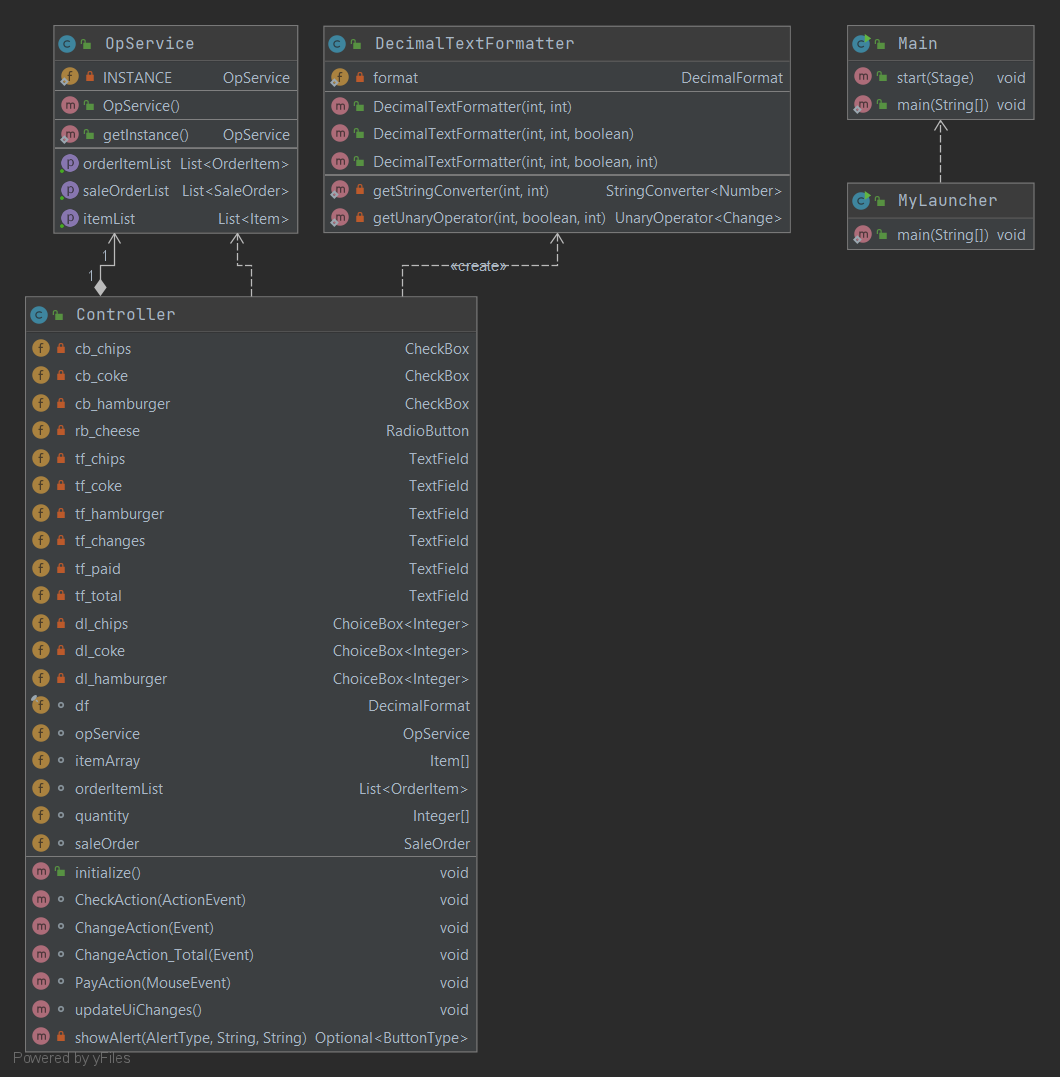 OpService
INSTANCE OpService
OpService()
getInstance() OpService
orderItemList List<OrderItem>
saleOrderList List<SaleOrder>
itemList List<Item>
DecimalTextFormatter
format DecimalFormat
DecimalTextFormatter(int, int)
DecimalTextFormatter(int, int, boolean)
DecimalTextFormatter(int, int, boolean, int)
getStringConverter(int, int) StringConverter<Number>
getUnaryOperator(int, boolean, int) UnaryOperator<Change>
Main
start(Stage) void
main(String[]) void
MyLauncher
main(String[]) void
1
1
«create»
Controller
cb_chips CheckBox
cb_coke CheckBox
cb_hamburger CheckBox
rb_cheese RadioButton
tf_chips TextField
tf_coke TextField
tf_hamburger TextField
tf_changes TextField
tf_paid TextField
tf_total TextField
dl_chips ChoiceBox<Integer>
dl_coke ChoiceBox<Integer>
dl_hamburger ChoiceBox<Integer>
df DecimalFormat
opService OpService
itemArray Item[]
orderItemList List<OrderItem>
quantity Integer[]
saleOrder SaleOrder
initialize() void
CheckAction(ActionEvent) void
ChangeAction(Event) void
ChangeAction_Total(Event) void
PayAction(MouseEvent) void
updateUiChanges() void
showAlert(AlertType, String, String) Optional<ButtonType>
Powered by yFiles